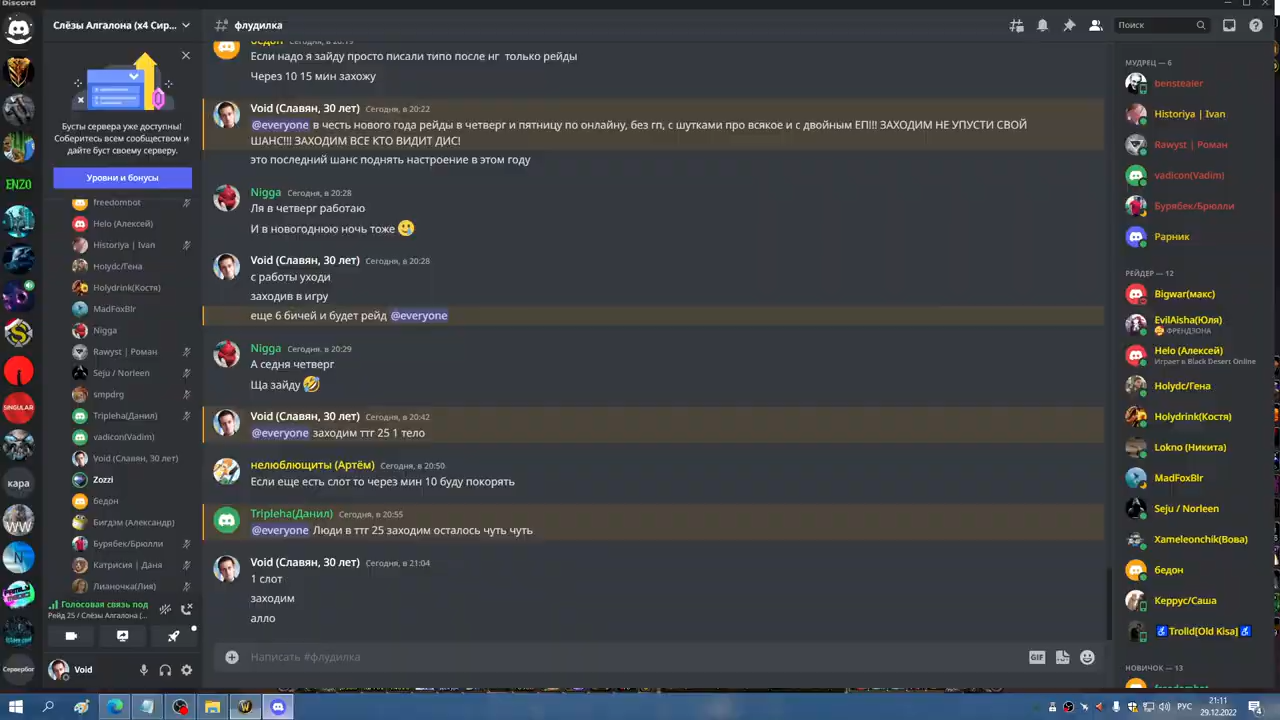 Discord
Слёзы Алгалона (x4 Сир...
флудилка
Поиск
Бусты сервера уже доступны!
Соберитесь всем сообществом и
дайте буст своему серверу.
Уровни и бонусы
freedombot
Helo (Алексей)
Historiya | Ivan
Holydc/Гена
Holydrink(Костя)
MadFoxBlr
Nigga
Rawyst | Роман
Seju / Norleen
smpdrg
Tripleha(Данил)
vadicon(Vadim)
Void (Славян, 30 лет)
Zozzi
бедон
Бигдэм (Александр)
Бурябек/Брюлли
Катрисия | Даня
Лианочка(Лия)
Голосовая связь под
Рейд 25 / Слёзы Алгалона (...
Void
ENZO
SINGULAR
кара
Сервербог
бедон Сегодня, в 20:19
Если надо я зайду просто писали типо после нг только рейды
Через 10 15 мин захожу
Void (Славян, 30 лет) Сегодня, в 20:22
@everyone в честь нового года рейды в четверг и пятницу по онлайну, без гп, с шутками про всякое и с двойным ЕП!!! ЗАХОДИМ НЕ УПУСТИ СВОЙ
ШАНС!!! ЗАХОДИМ ВСЕ КТО ВИДИТ ДИС!
это последний шанс поднять настроение в этом году
Nigga Сегодня, в 20:28
Ля в четверг работаю
И в новогоднюю ночь тоже
Void (Славян, 30 лет) Сегодня, в 20:28
с работы уходи
заходив в игру
еще 6 бичей и будет рейд @everyone
Nigga Сегодня, в 20:29
А седня четверг
Ща зайду
Void (Славян, 30 лет) Сегодня, в 20:42
@everyone заходим ттг 25 1 тело
нелюблющиты (Артём) Сегодня, в 20:50
Если еще есть слот то через мин 10 буду покорять
Tripleha(Данил) Сегодня, в 20:55
@everyone Люди в ттг 25 заходим осталось чуть чуть
Void (Славян, 30 лет) Сегодня, в 21:04
1 слот
заходим
алло
Написать #флудилка
GIF
МУДРЕЦ — 6
bensteaier
Historiya | Ivan
Rawyst | Роман
vadicon(Vadim)
Бурябек/Брюлли
Рарник
РЕЙДЕР — 12
Bigwar(макс)
EvilAisha(Юля)
ФРЕНДЗОНА
Helo (Алексей)
Играет в Black Desert Online
Holydc/Гена
Holydrink(Костя)
Lokno (Никита)
MadFoxBlr
Seju / Norleen
Xameleonchik(Вова)
бедон
Керрус/Саша
Trolld[Old Kisa]
НОВИЧОК — 13
freedombot
РУС
21:11
29.12.2022